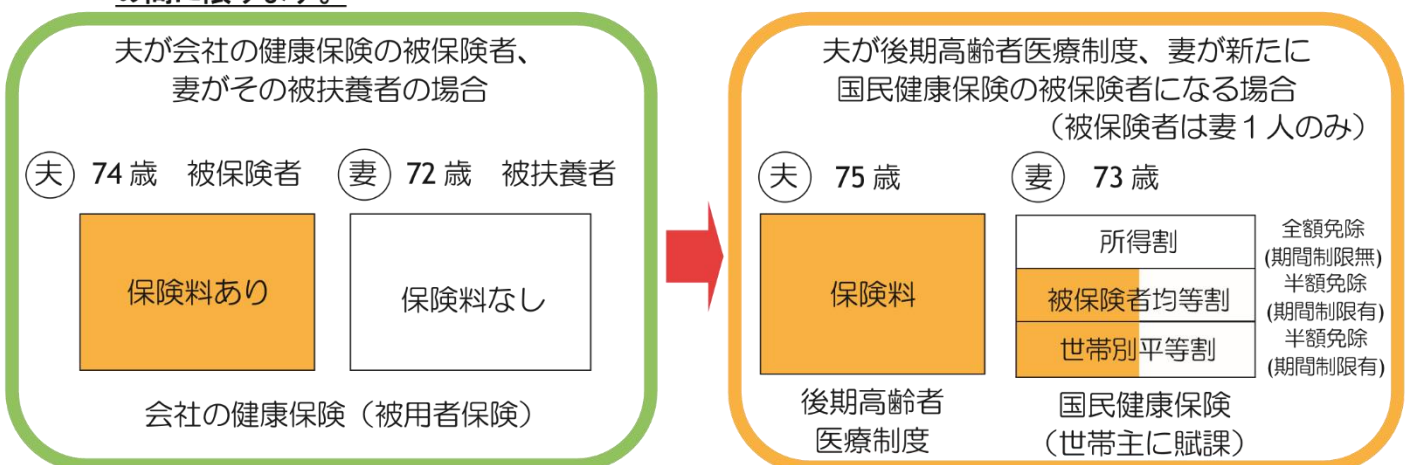 の間に限ります。
夫が会社の健康保険の被保険者、
妻がその被扶養者の場合
夫 74歳 被保険者 妻 72歳 被扶養者
保険料あり
保険料なし
会社の健康保険（被用者保険）
夫が後期高齢者医療制度、妻が新たに
国民健康保険の被保険者になる場合
（被保険者は妻1人のみ）
夫 75歳 妻 73歳
保険料
所得割
全額免除
(期間制限無)
被保険者均等割
半額免除
(期間制限有)
世帯別平等割
半額免除
(期間制限有)
後期高齢者
医療制度
国民健康保険
（世帯主に賦課）